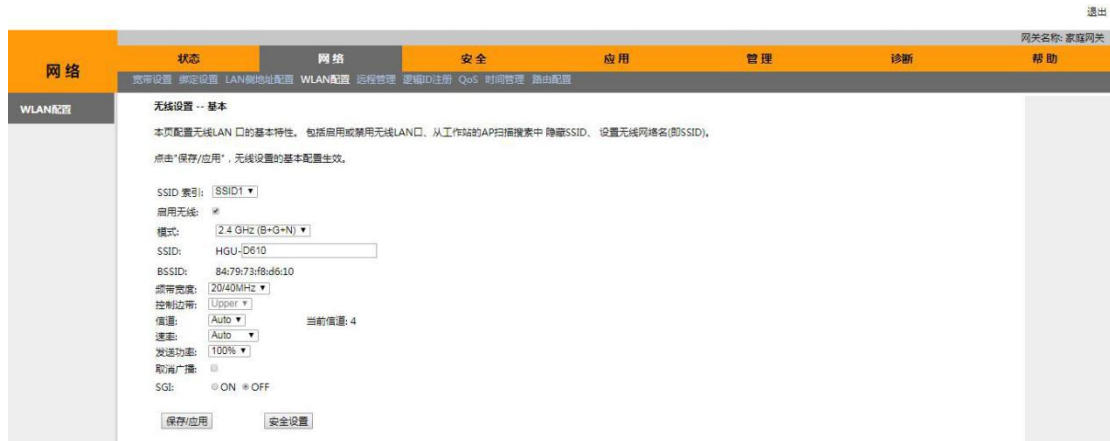 退出
网关名称: 家庭网关
网络
状态 网络 安全 应用 管理 诊断 帮助
宽带设置 绑定设置 LAN侧地址配置 WLAN配置 远程管理 逻辑ID注册 QoS 时间管理 路由配置
WLAN配置
无线设置 -- 基本
本页配置无线LAN 口的基本特性。 包括启用或禁用无线LAN口、从工作站的AP扫描搜索中 隐藏SSID、 设置无线网络名(即SSID)。
点击"保存/应用"，无线设置的基本配置生效。
SSID 索引: SSID1
启用无线:
模式: 2.4 GHz (B+G+N)
SSID: HGU-D610
BSSID: 84:79:73:f8:d6:10
频带宽度: 20/40MHz
控制边带: Upper
信道: Auto 当前信道: 4
速率: Auto
发送功率: 100%
取消广播:
SGI: ON OFF
保存/应用 安全设置